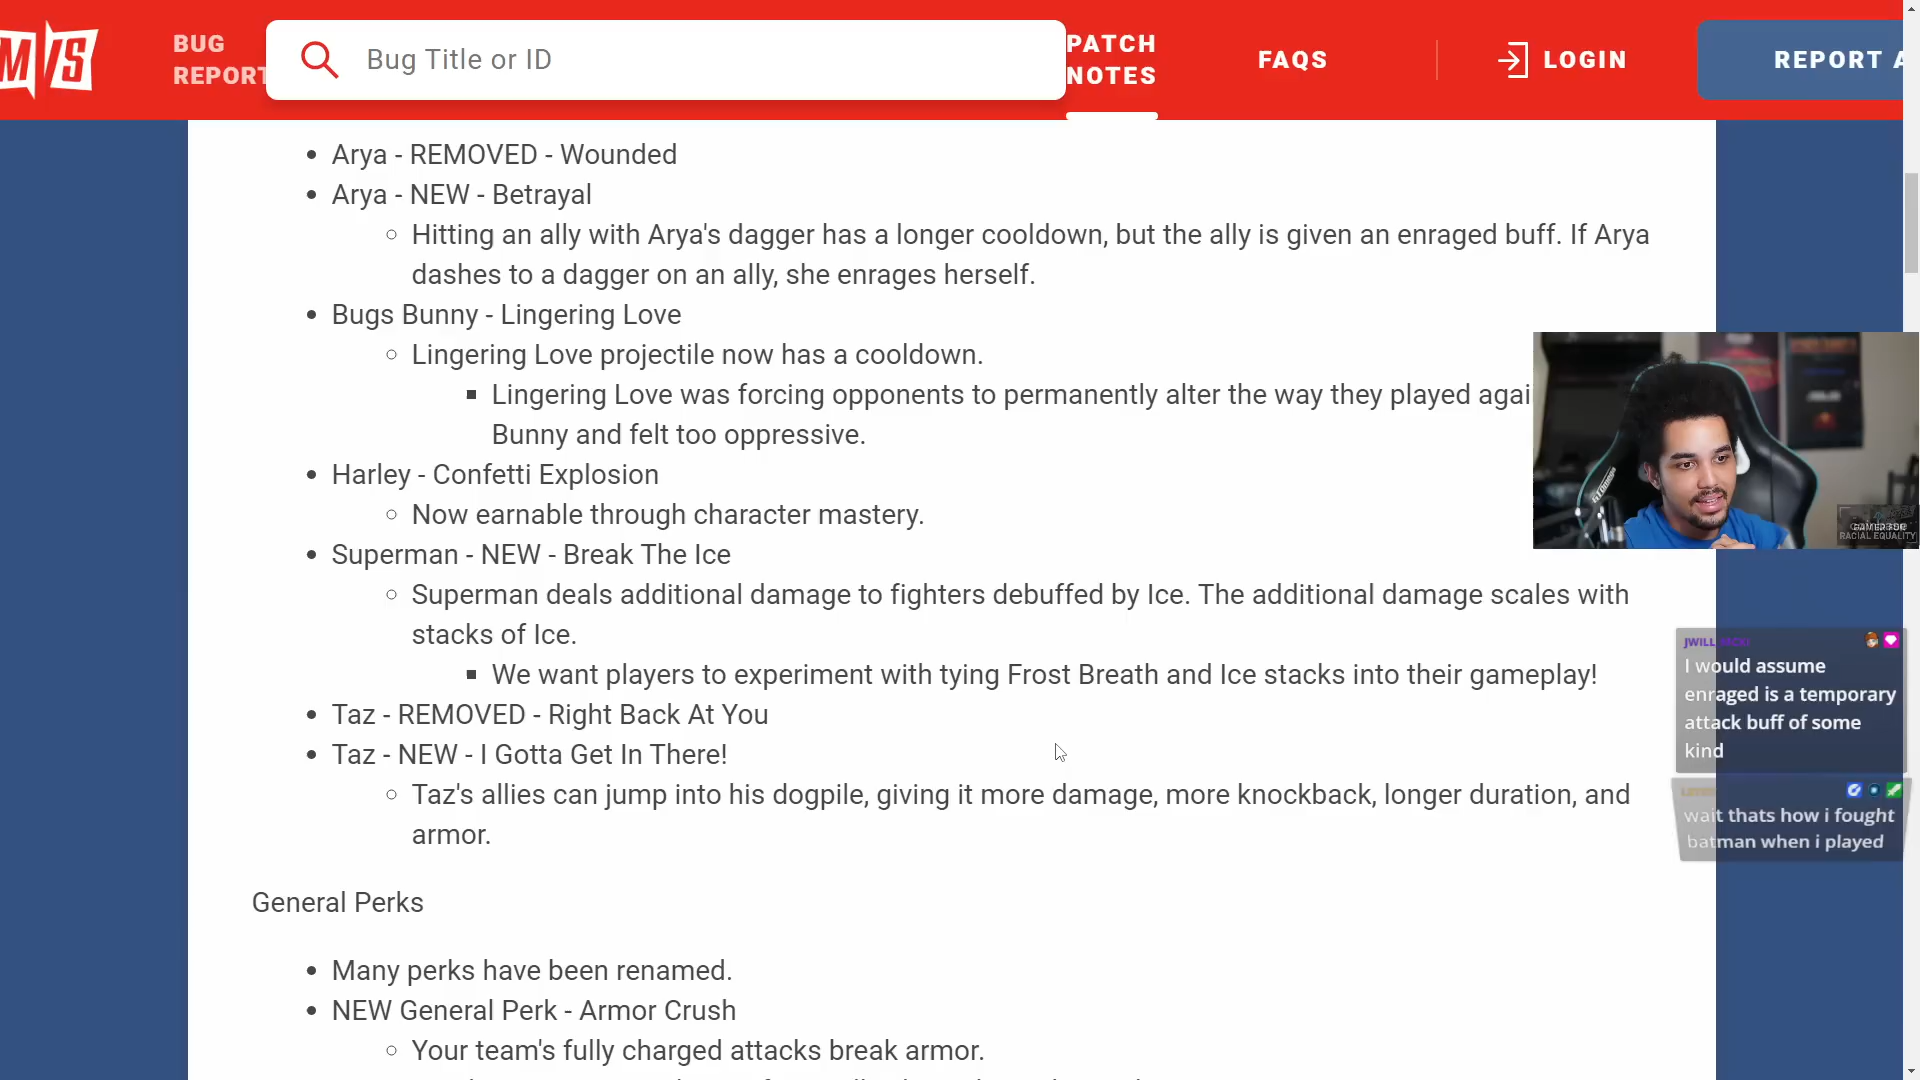 M/S
BUG
REPORT
Bug Title or ID
PATCH
NOTES
FAQS
LOGIN
REPORT A
• Arya - REMOVED - Wounded
• Arya - NEW - Betrayal
○ Hitting an ally with Arya's dagger has a longer cooldown, but the ally is given an enraged buff. If Arya
dashes to a dagger on an ally, she enrages herself.
• Bugs Bunny - Lingering Love
○ Lingering Love projectile now has a cooldown.
▪ Lingering Love was forcing opponents to permanently alter the way they played agai
Bunny and felt too oppressive.
• Harley - Confetti Explosion
○ Now earnable through character mastery.
• Superman - NEW - Break The Ice
○ Superman deals additional damage to fighters debuffed by Ice. The additional damage scales with
stacks of Ice.
▪ We want players to experiment with tying Frost Breath and Ice stacks into their gameplay!
• Taz - REMOVED - Right Back At You
• Taz - NEW - I Gotta Get In There!
○ Taz's allies can jump into his dogpile, giving it more damage, more knockback, longer duration, and
armor.
General Perks
• Many perks have been renamed.
• NEW General Perk - Armor Crush
○ Your team's fully charged attacks break armor.
RACIAL EQUALITY
I would assume
enraged is a temporary
attack buff of some
kind
wait thats how i fought
batman when i played